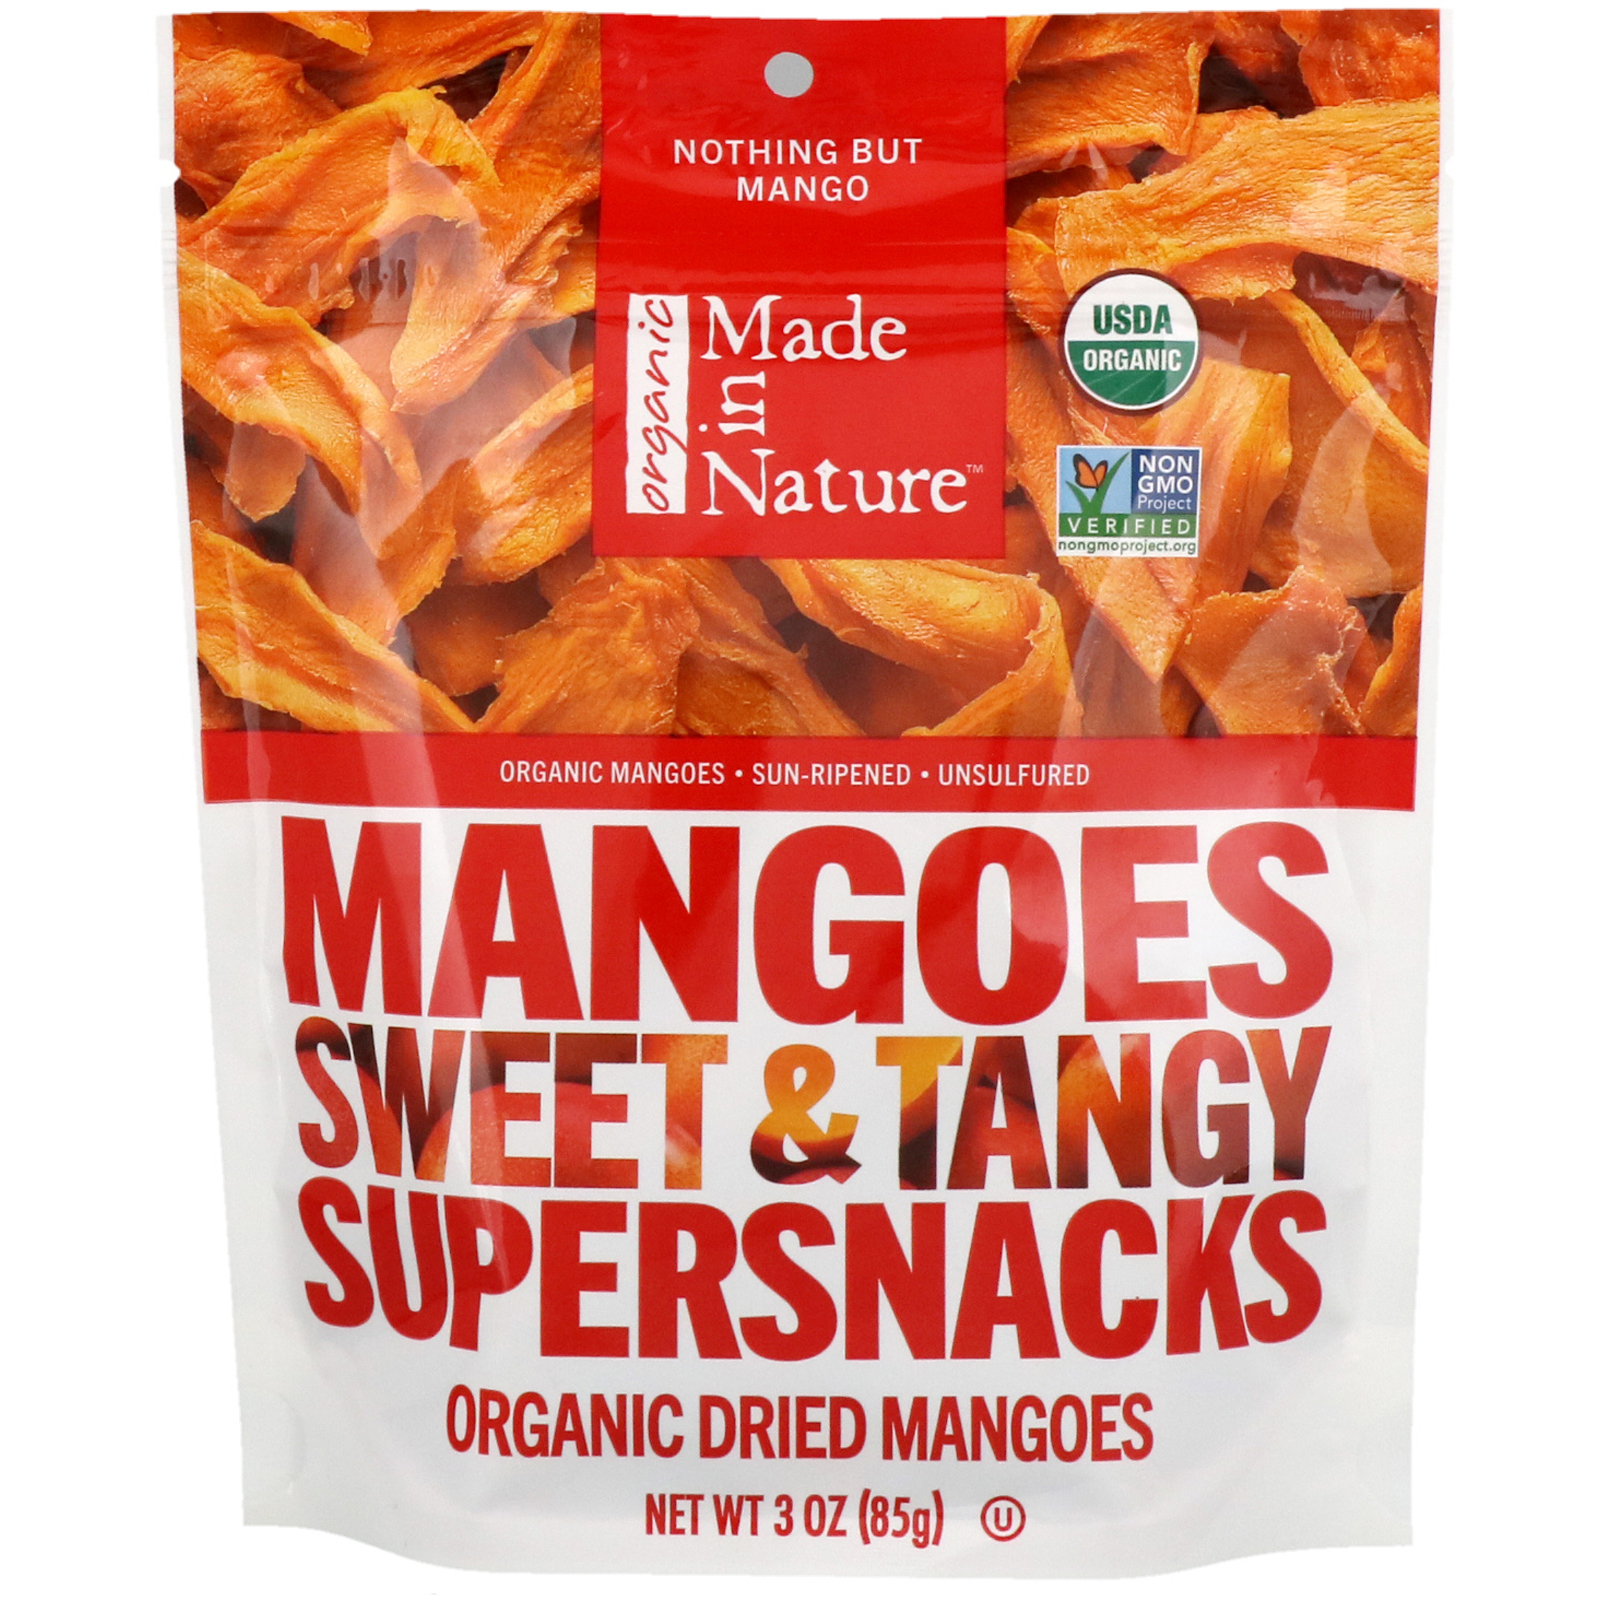 NOTHING BUT
MANGO
organic
Made
in
Nature™
USDA
ORGANIC
NON
GMO
Project
VERIFIED
nongmoproject.org
ORGANIC MANGOES • SUN-RIPENED • UNSULFURED
MANGOES
SWEET & TANGY
SUPERSNACKS
ORGANIC DRIED MANGOES
NET WT 3 OZ (85g) U